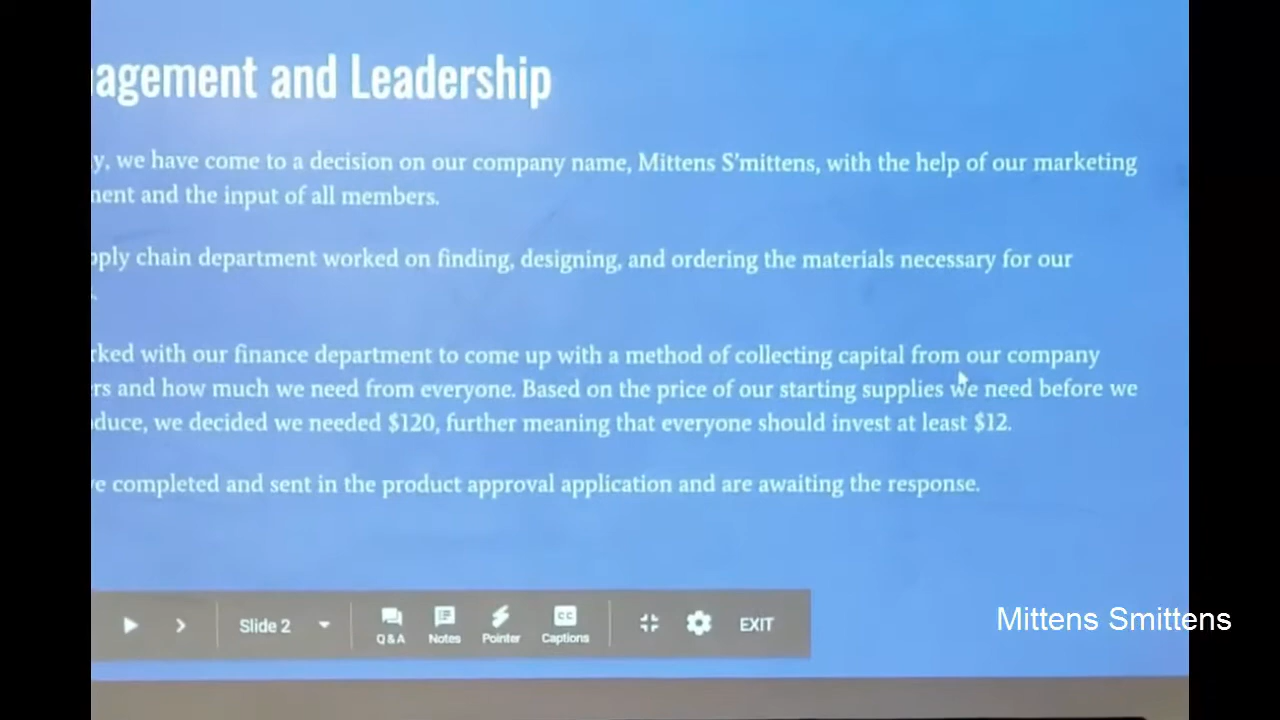 agement and Leadership
y, we have come to a decision on our company name, Mittens S'mittens, with the help of our marketing
ment and the input of all members.
pply chain department worked on finding, designing, and ordering the materials necessary for our
rked with our finance department to come up with a method of collecting capital from our company
rs and how much we need from everyone. Based on the price of our starting supplies we need before we
duce, we decided we needed $120, further meaning that everyone should invest at least $12.
e completed and sent in the product approval application and are awaiting the response.
Slide 2
Q&A Notes Pointer CC Captions EXIT
Mittens Smittens